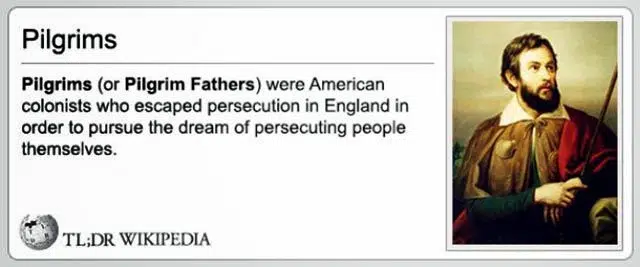 Pilgrims
Pilgrims (or Pilgrim Fathers) were American
colonists who escaped persecution in England in
order to pursue the dream of persecuting people
themselves.
TL;DR WIKIPEDIA